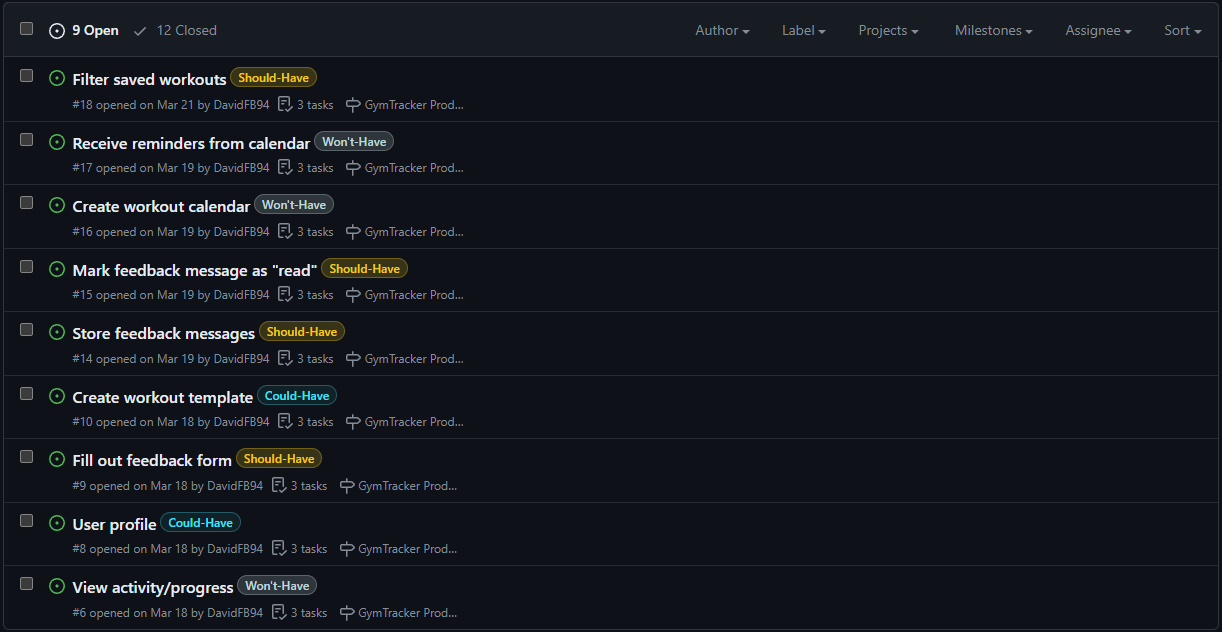 9 Open 12 Closed Author Label Projects Milestones Assignee Sort
Filter saved workouts Should-Have
#18 opened on Mar 21 by DavidFB94 3 tasks GymTracker Prod...
Receive reminders from calendar Won't-Have
#17 opened on Mar 19 by DavidFB94 3 tasks GymTracker Prod...
Create workout calendar Won't-Have
#16 opened on Mar 19 by DavidFB94 3 tasks GymTracker Prod...
Mark feedback message as "read" Should-Have
#15 opened on Mar 19 by DavidFB94 3 tasks GymTracker Prod...
Store feedback messages Should-Have
#14 opened on Mar 19 by DavidFB94 3 tasks GymTracker Prod...
Create workout template Could-Have
#10 opened on Mar 18 by DavidFB94 3 tasks GymTracker Prod...
Fill out feedback form Should-Have
#9 opened on Mar 18 by DavidFB94 3 tasks GymTracker Prod...
User profile Could-Have
#8 opened on Mar 18 by DavidFB94 3 tasks GymTracker Prod...
View activity/progress Won't-Have
#6 opened on Mar 18 by DavidFB94 3 tasks GymTracker Prod...